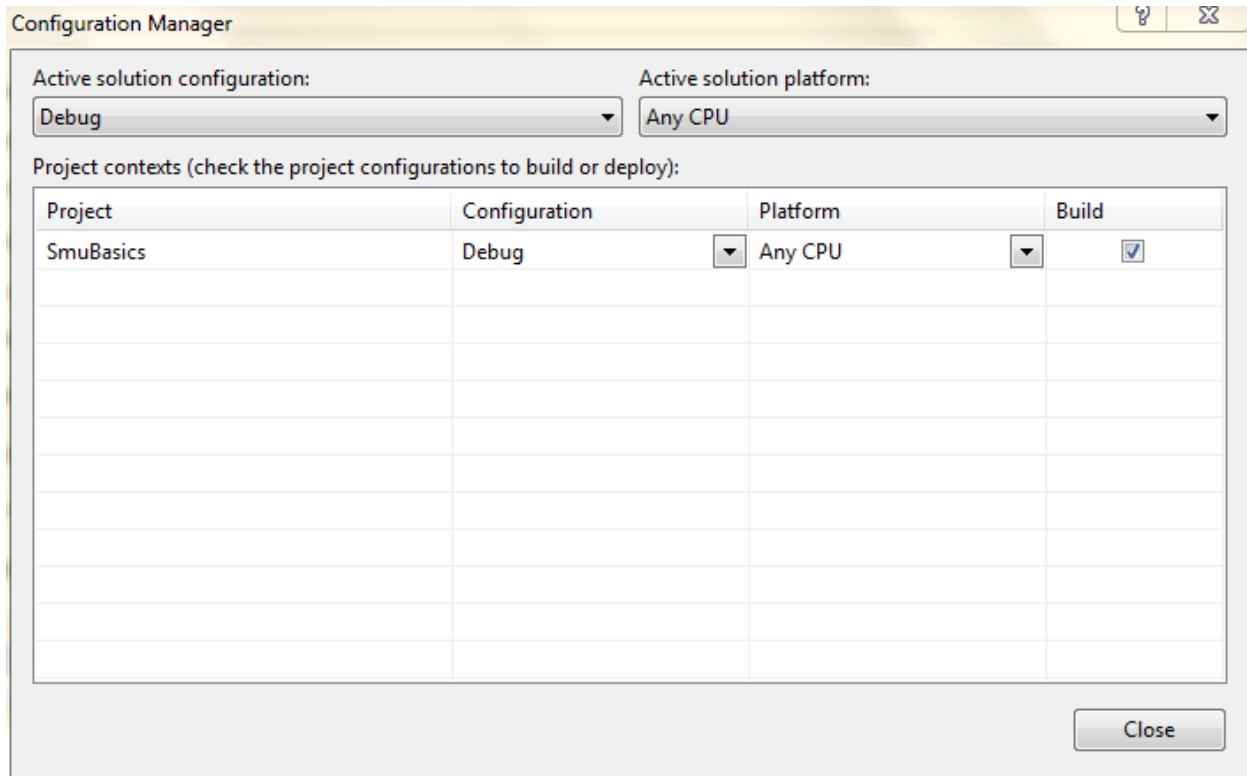 Configuration Manager
Active solution configuration: Active solution platform:
Debug Any CPU
Project contexts (check the project configurations to build or deploy):
Project Configuration Platform Build
SmuBasics Debug Any CPU
Close